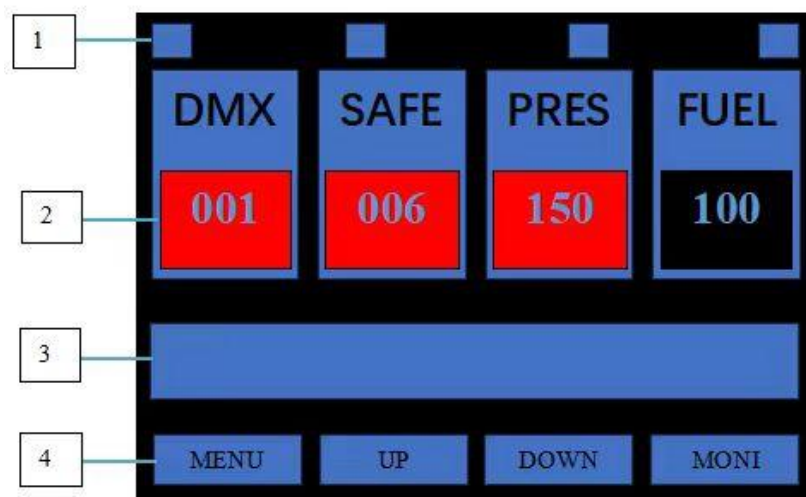 1
DMX SAFE PRES FUEL
2 001 006 150 100
3
4 MENU UP DOWN MONI